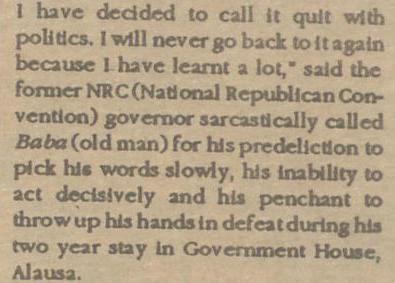 I have decided to call it quit with
politics. I will never go back to it again
because I have learnt a lot," said the
former NRC (National Republican Con-
vention) governor sarcastically called
Baba (old man) for his predeliction to
pick his words slowly, his inability to
act decisively and his penchant to
throw up his hands in defeat during his
two year stay in Government House,
Alausa.